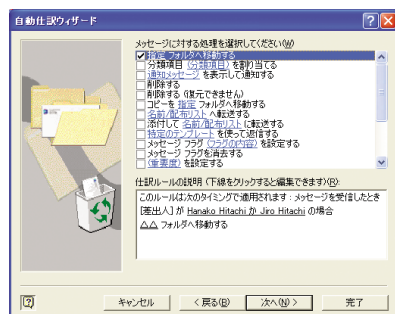 自動仕訳ウィザード
メッセージに対する処理を選択してください(W)
指定 フォルダへ移動する
分類項目 (分類項目) を割り当てる
通知メッセージ を表示して通知する
削除する
削除する (復元できません)
コピーを 指定 フォルダへ移動する
名前/配布リスト へ転送する
添付して 名前/配布リスト に転送する
特定のテンプレート を使って返信する
メッセージ フラグ (フラグの内容) を設定する
メッセージ フラグを消去する
(重要度) を設定する
仕訳ルールの説明 (下線をクリックすると編集できます)(R):
このルールは次のタイミングで適用されます : メッセージを受信したとき
[差出人] が Hanako Hitachi か Jiro Hitachi の場合
△△ フォルダへ移動する
キャンセル
< 戻る(B)
次へ(N) >
完了